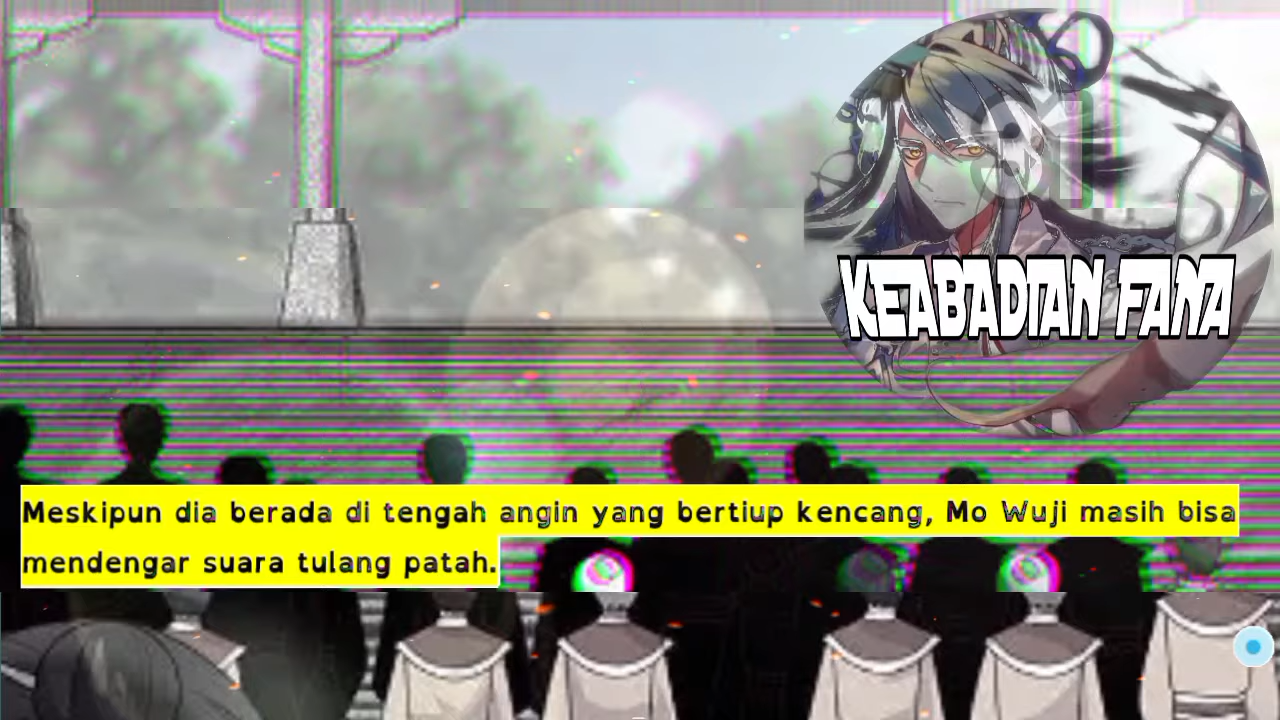 KEABADIAN FANA
Meskipun dia berada di tengah angin yang bertiup kencang, Mo Wuji masih bisa
mendengar suara tulang patah.